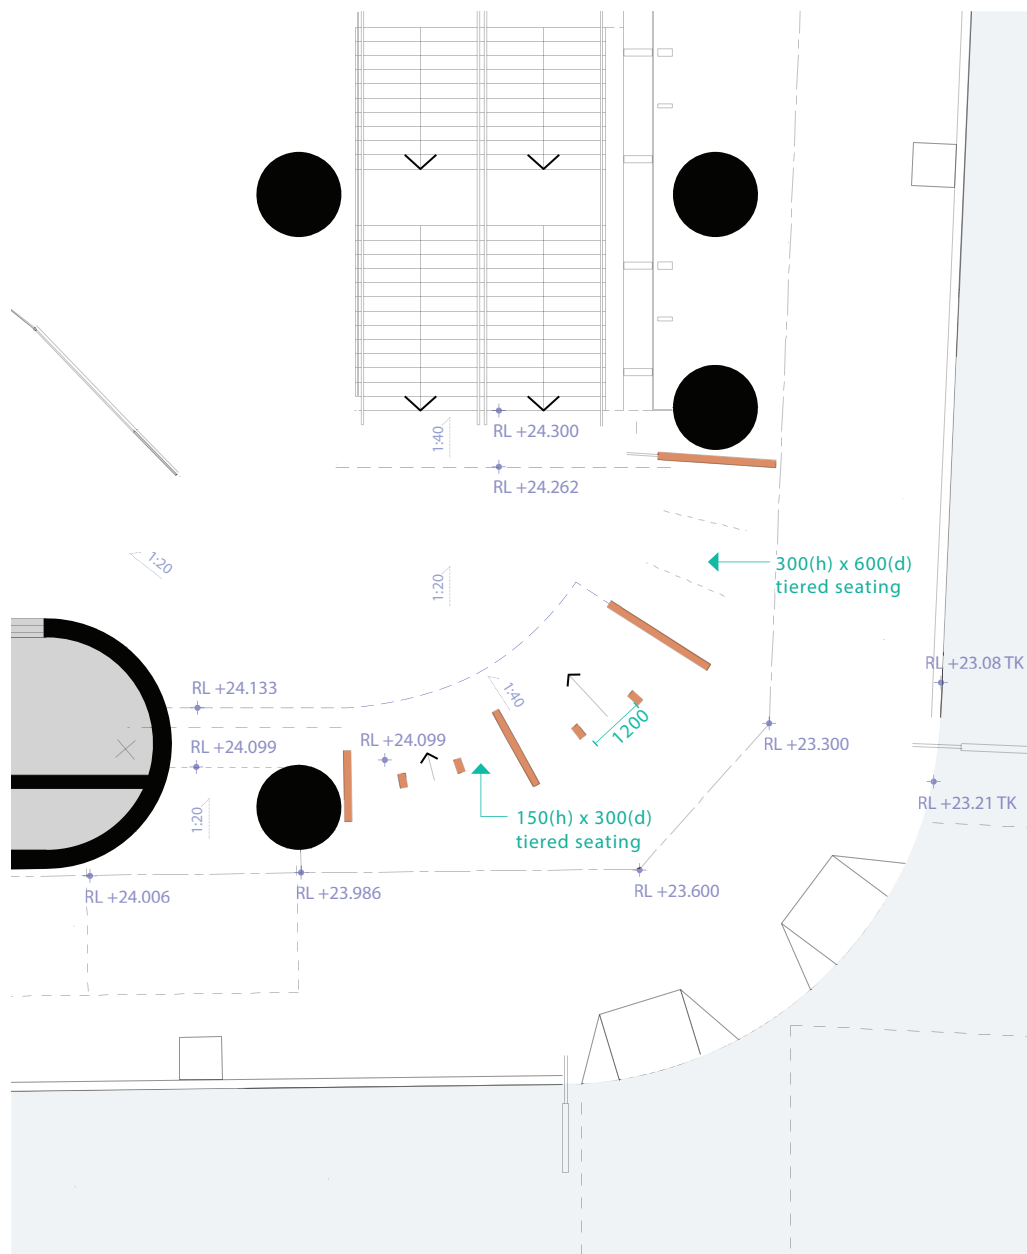 1:40
RL +24.300
RL +24.262
1:20
1:20
300(h) x 600(d)
tiered seating
RL +23.08 TK
RL +24.133
1:40
1200
RL +24.099
RL +24.099
RL +23.300
1:20
150(h) x 300(d)
tiered seating
RL +23.21 TK
RL +24.006
RL +23.986
RL +23.600